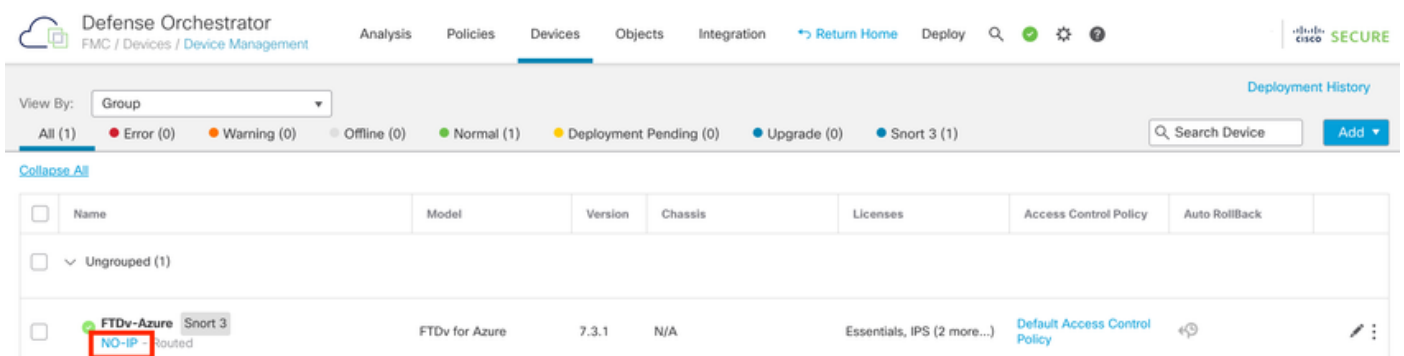 Defense Orchestrator
FMC / Devices / Device Management
Analysis
Policies
Devices
Objects
Integration
Return Home
Deploy
cisco SECURE
Deployment History
View By:
Group
All (1)
Error (0)
Warning (0)
Offline (0)
Normal (1)
Deployment Pending (0)
Upgrade (0)
Snort 3 (1)
Search Device
Add
Collapse All
Name
Model
Version
Chassis
Licenses
Access Control Policy
Auto RollBack
Ungrouped (1)
FTDv-Azure Snort 3
NO-IP - Routed
FTDv for Azure
7.3.1
N/A
Essentials, IPS (2 more...)
Default Access Control
Policy